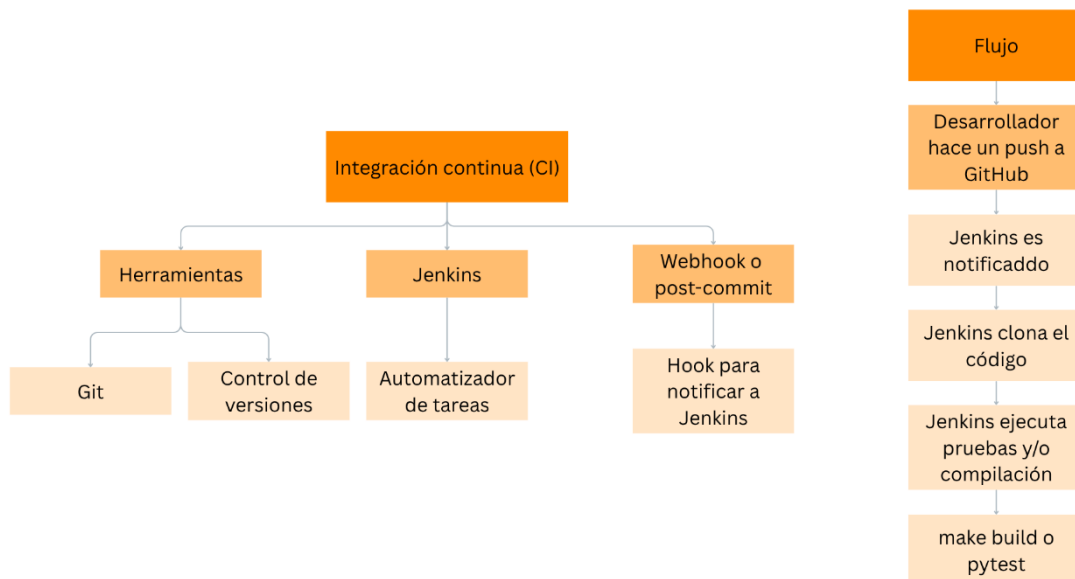 Integración continua (CI)
Herramientas
Jenkins
Webhook o
post-commit
Git
Control de
versiones
Automatizador
de tareas
Hook para
notificar a
Jenkins
Flujo
Desarrollador
hace un push a
GitHub
Jenkins es
notificaddo
Jenkins clona el
código
Jenkins ejecuta
pruebas y/o
compilación
make build o
pytest